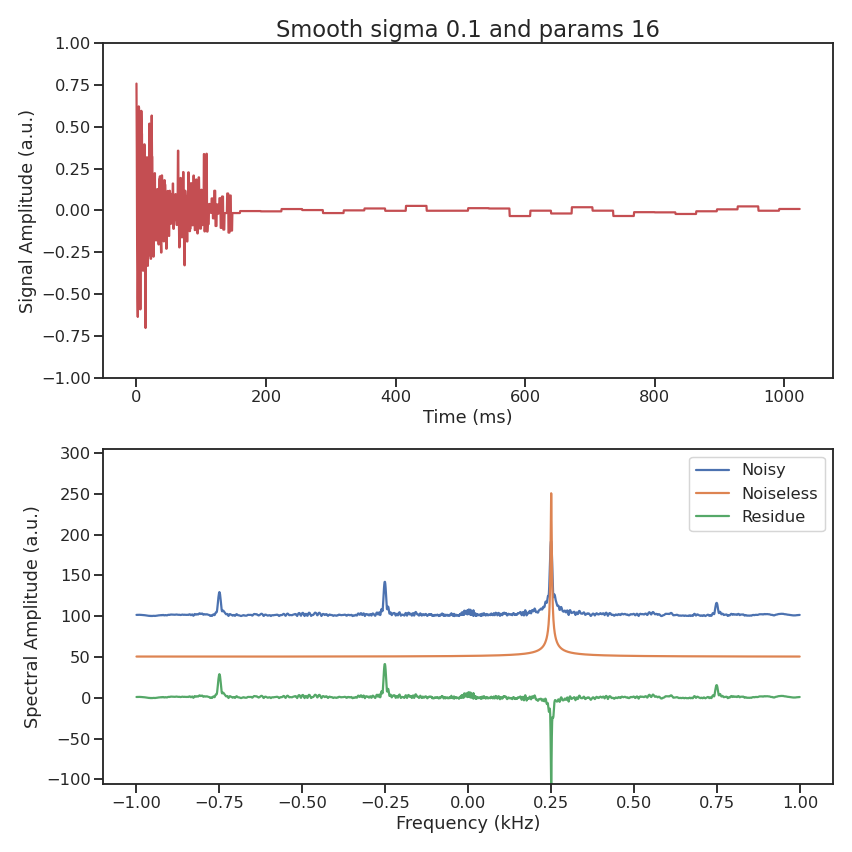 Smooth sigma 0.1 and params 16
Signal Amplitude (a.u.)
1.00
0.75
0.50
0.25
0.00
−0.25
−0.50
−0.75
−1.00
0 200 400 600 800 1000
Time (ms)
Spectral Amplitude (a.u.)
300
250
200
150
100
50
0
−50
−100
Noisy
Noiseless
Residue
−1.00 −0.75 −0.50 −0.25 0.00 0.25 0.50 0.75 1.00
Frequency (kHz)